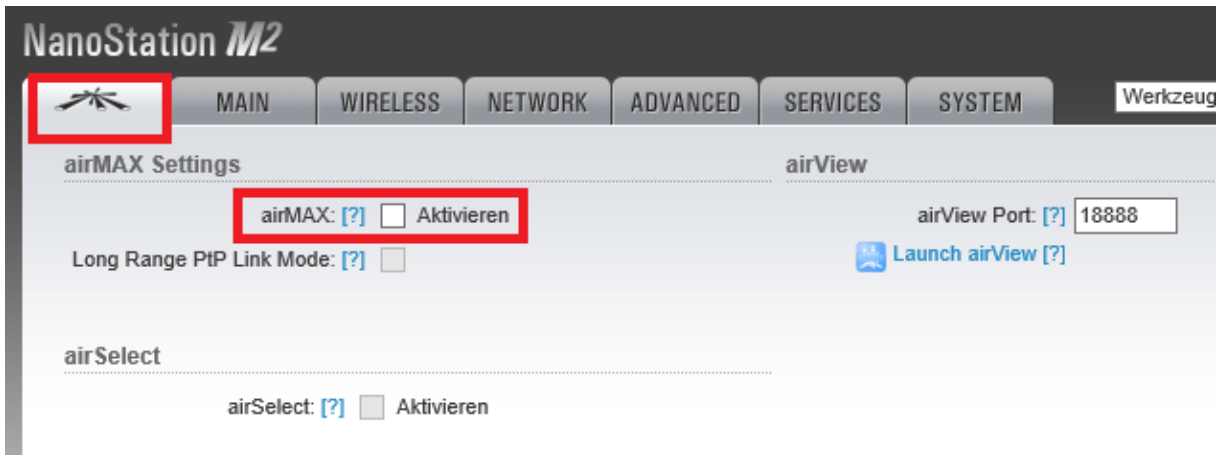 NanoStation M2
MAIN WIRELESS NETWORK ADVANCED SERVICES SYSTEM Werkzeug
airMAX Settings
airMAX: [?] Aktivieren
Long Range PtP Link Mode: [?]
airSelect
airSelect: [?] Aktivieren
airView
airView Port: [?] 18888
Launch airView [?]